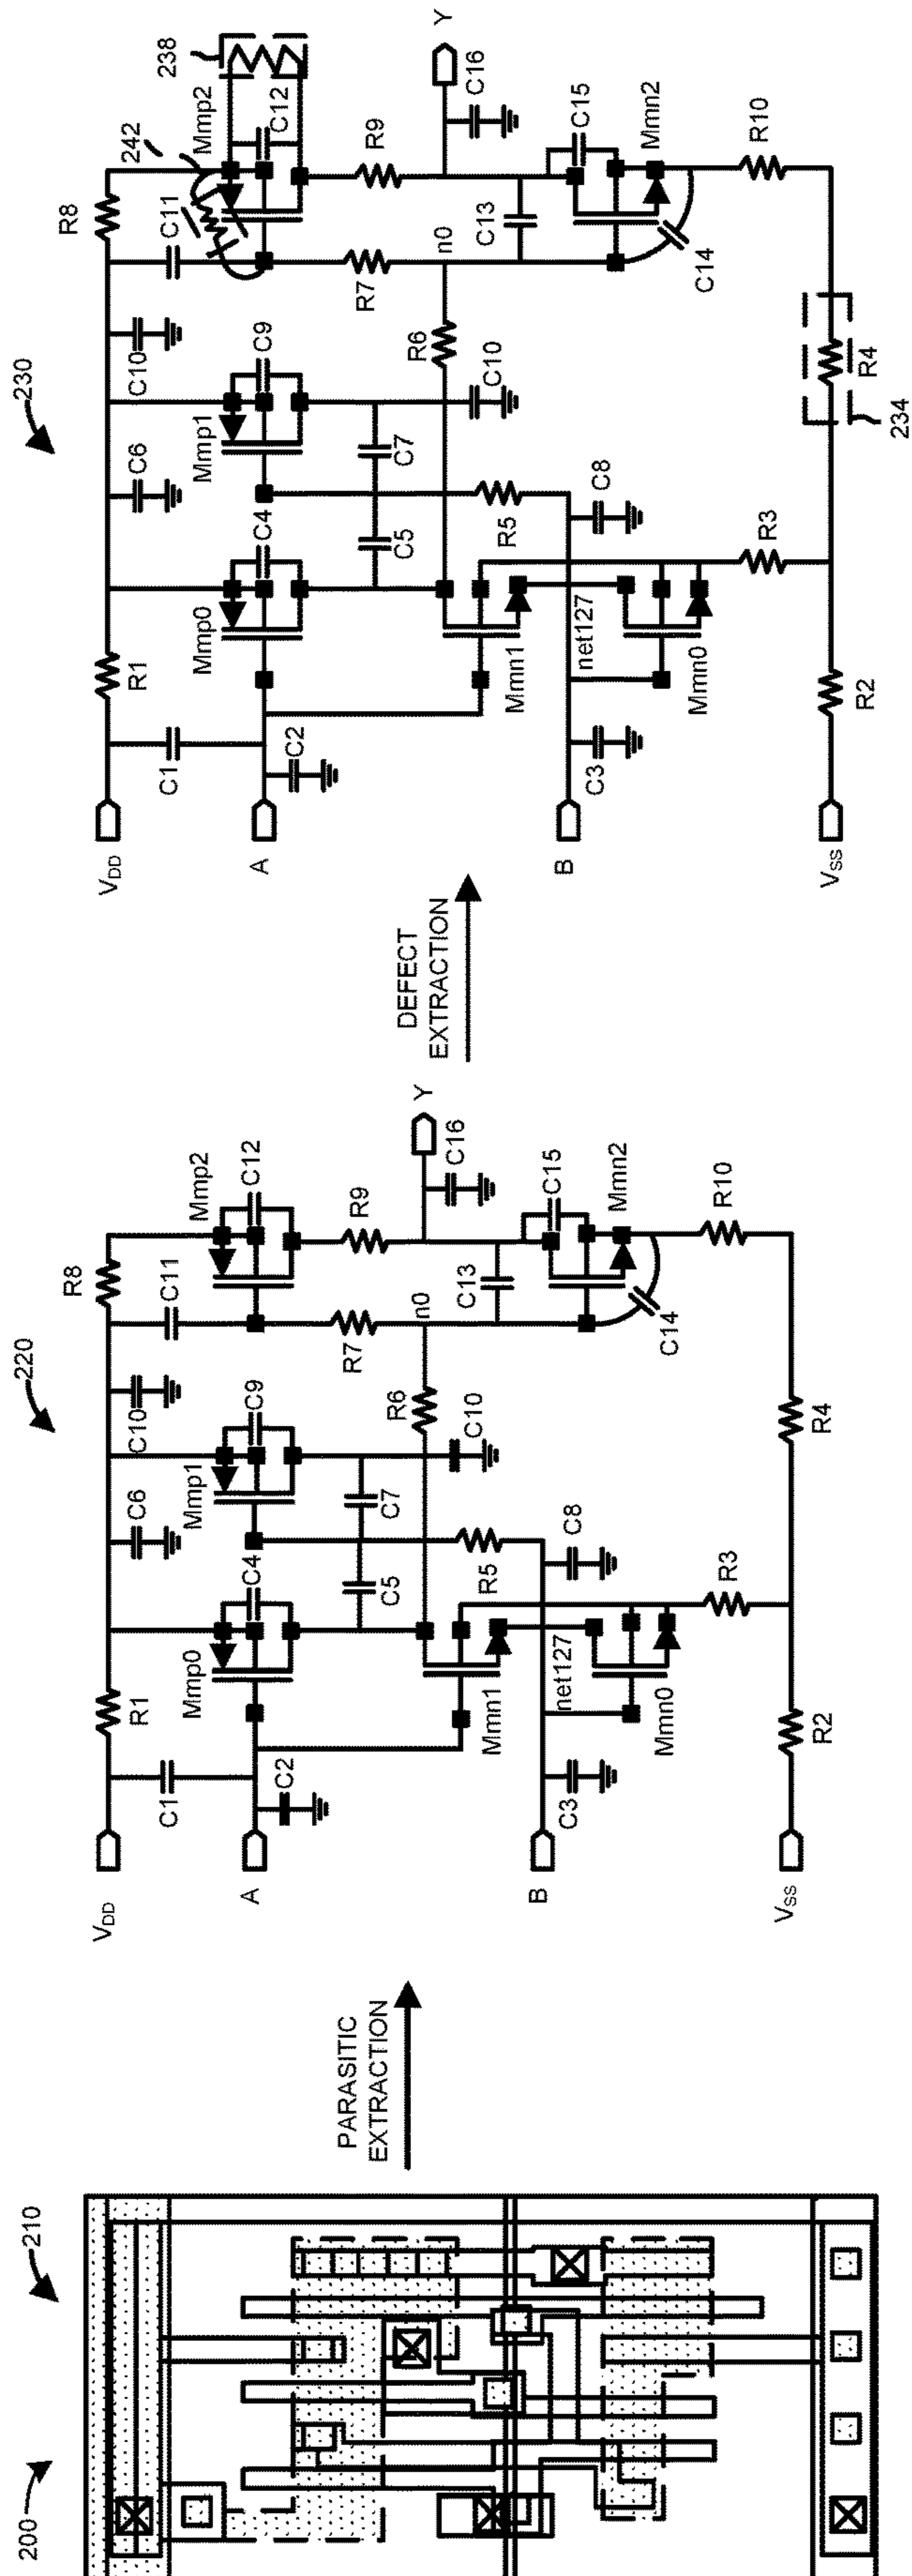 200
210
PARASITIC
EXTRACTION
220
VDD
R1
C6
C10
R8
C1
Mmp0
C4
Mmp1
C9
C11
Mmp2
C12
A
C2
C5
C7
R7
R9
R6
n0
Y
C10
C16
Mmn1
R5
C13
C15
B
net127
C3
C8
Mmn0
Mmn2
C14
R3
R10
VSS
R2
R4
DEFECT
EXTRACTION
230
VDD
R1
C6
C10
R8
242
238
C1
Mmp0
C4
Mmp1
C9
C11
Mmp2
C12
A
C2
C5
C7
R7
R9
R6
n0
Y
C10
C16
Mmn1
R5
C13
C15
B
net127
C3
C8
Mmn0
Mmn2
C14
R3
R10
VSS
R2
R4
234